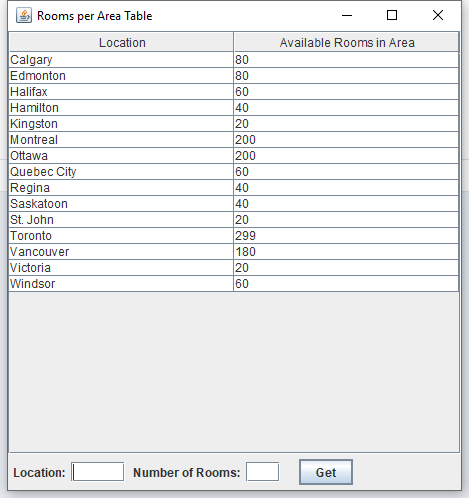 Rooms per Area Table
Location Available Rooms in Area
Calgary 80
Edmonton 80
Halifax 60
Hamilton 40
Kingston 20
Montreal 200
Ottawa 200
Quebec City 60
Regina 40
Saskatoon 40
St. John 20
Toronto 299
Vancouver 180
Victoria 20
Windsor 60
Location: Number of Rooms: Get